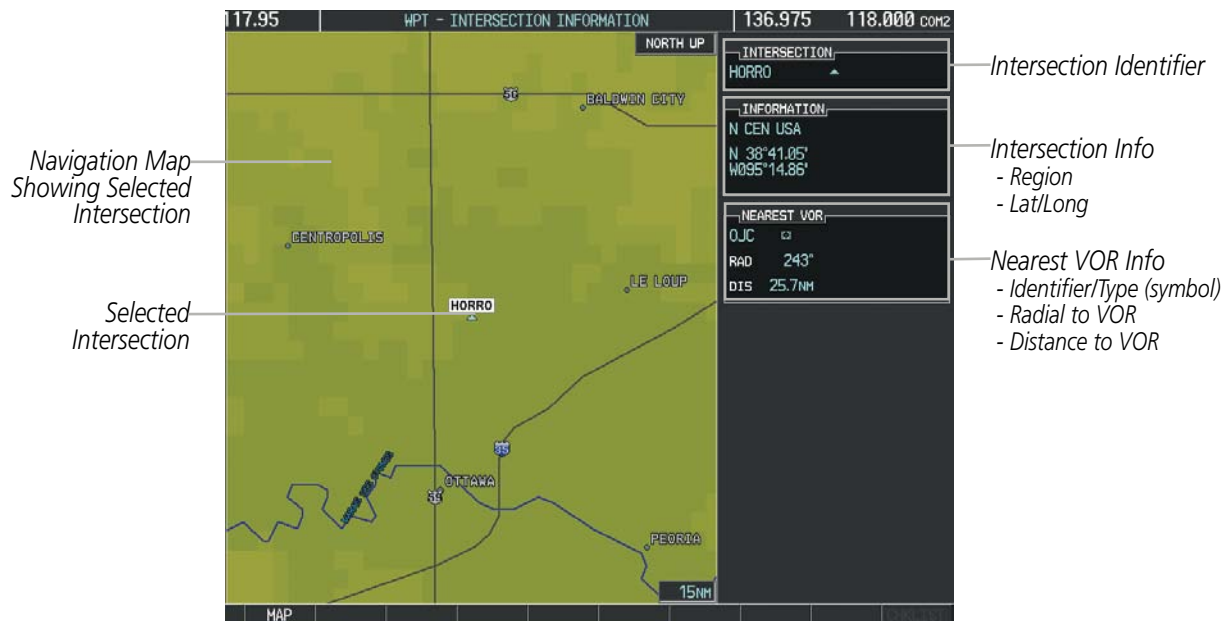 117.95 WPT - INTERSECTION INFORMATION 136.975 118.000 COM2
NORTH UP
56
BALDWIN CITY
CENTROPOLIS
LE LOUP
HORRO
35
OTTAWA
59
PEORIA
15NM
MAP
INTERSECTION
HORRO
INFORMATION
N CEN USA
N 38°41.05'
W095°14.86'
NEAREST VOR
OJC
RAD 243°
DIS 25.7NM
Navigation Map
Showing Selected
Intersection
Selected
Intersection
Intersection Identifier
Intersection Info
- Region
- Lat/Long
Nearest VOR Info
- Identifier/Type (symbol)
- Radial to VOR
- Distance to VOR